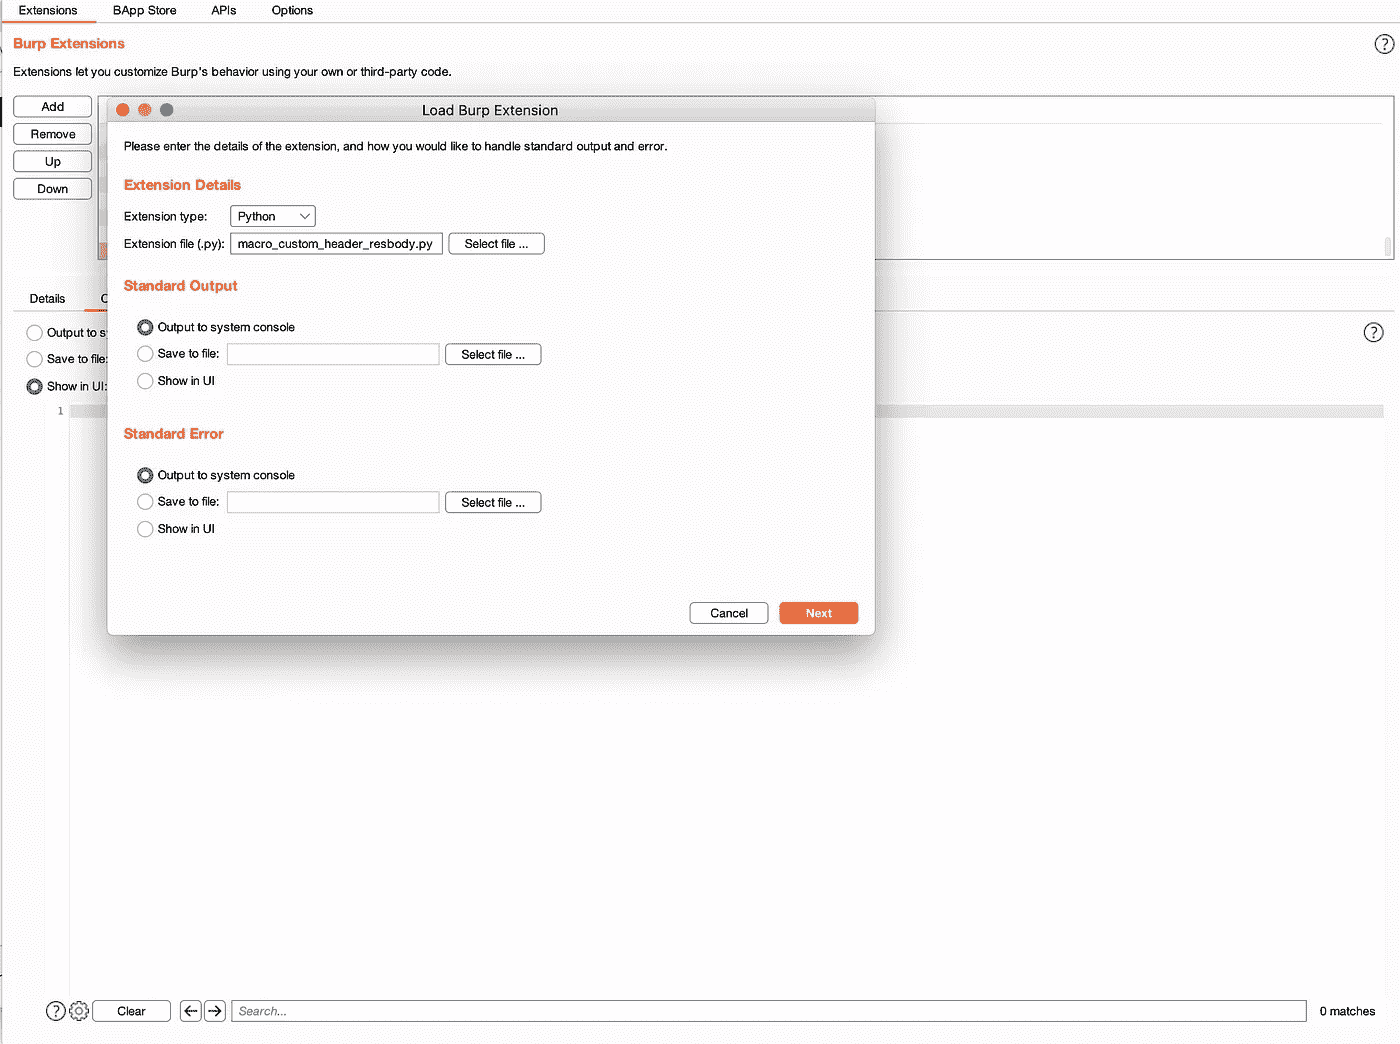 Extensions BApp Store APIs Options
Burp Extensions ?
Extensions let you customize Burp's behavior using your own or third-party code.
Add
Remove
Up
Down
Load Burp Extension
Please enter the details of the extension, and how you would like to handle standard output and error.
Extension Details
Extension type: Python
Extension file (.py): macro_custom_header_resbody.py Select file ...
Standard Output
Output to system console
Save to file: Select file ...
Show in UI
Standard Error
Output to system console
Save to file: Select file ...
Show in UI
Cancel Next
Details
Output to ?
Save to file:
Show in UI:
1
? Clear Search... 0 matches